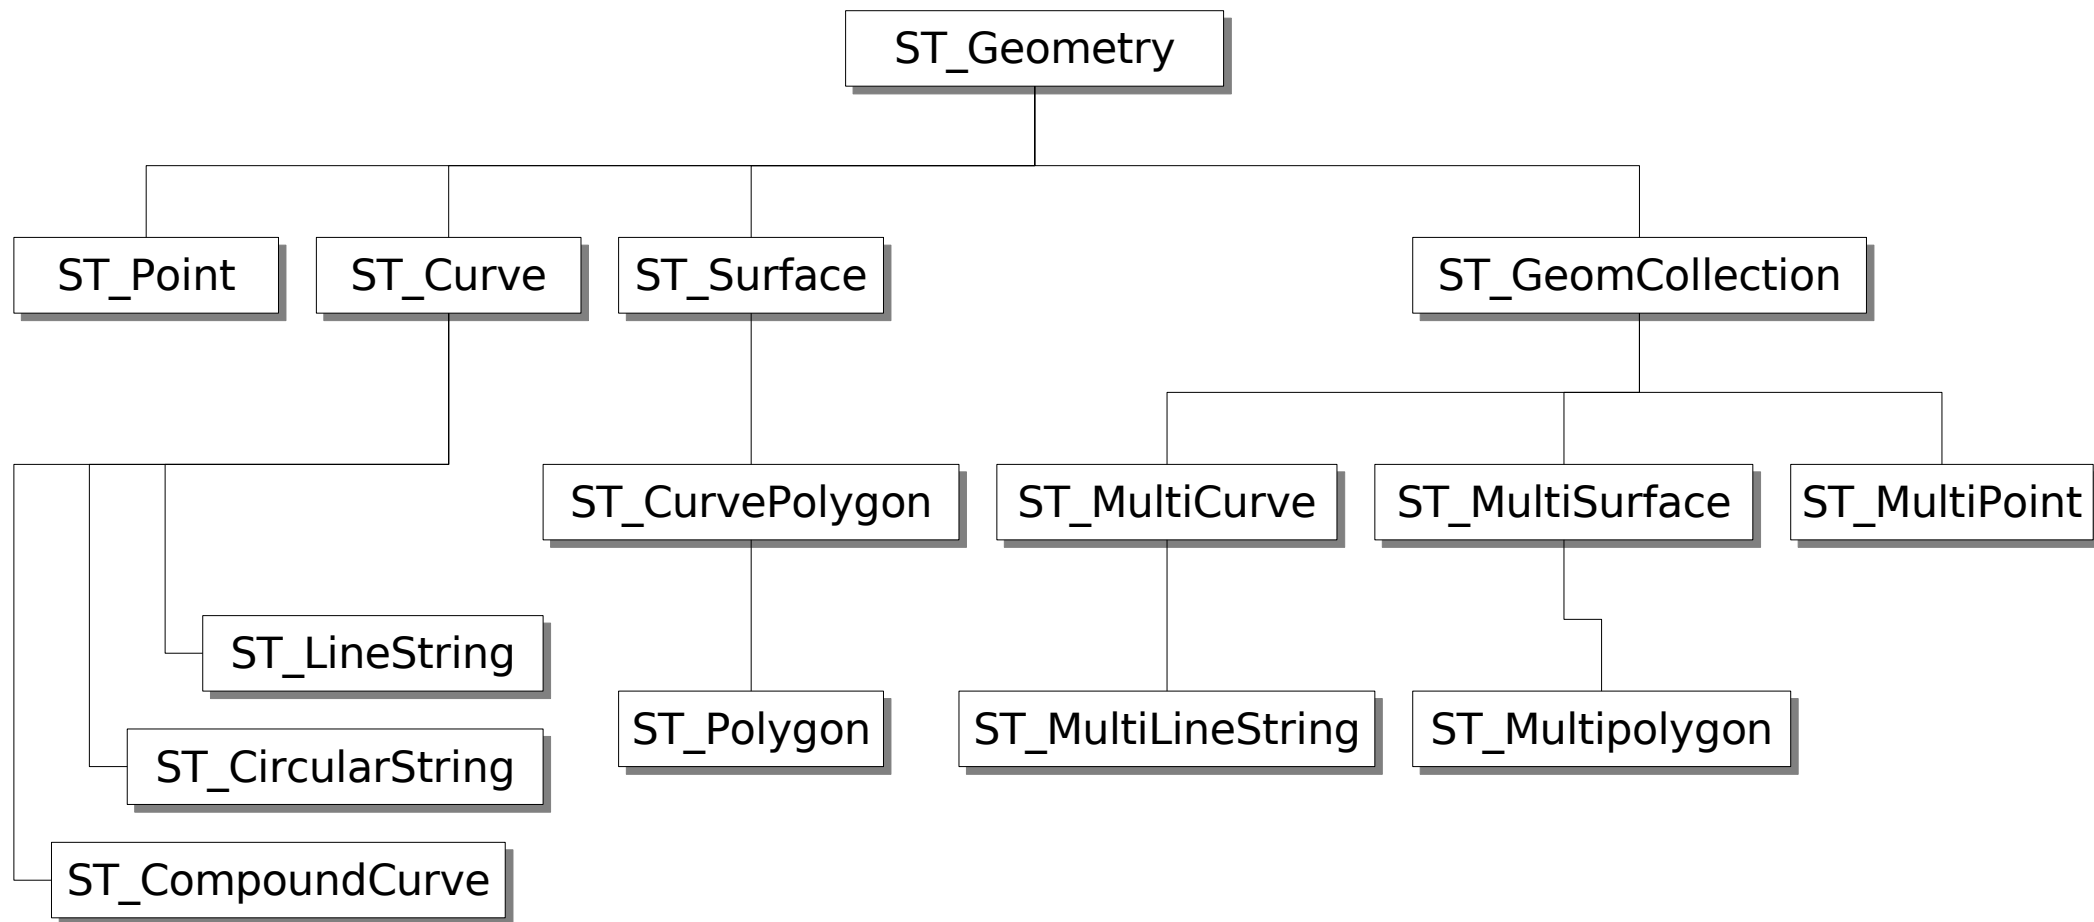 ST_Geometry
ST_Point
ST_Curve
ST_Surface
ST_GeomCollection
ST_CurvePolygon
ST_MultiCurve
ST_MultiSurface
ST_MultiPoint
ST_LineString
ST_Polygon
ST_MultiLineString
ST_Multipolygon
ST_CircularString
ST_CompoundCurve